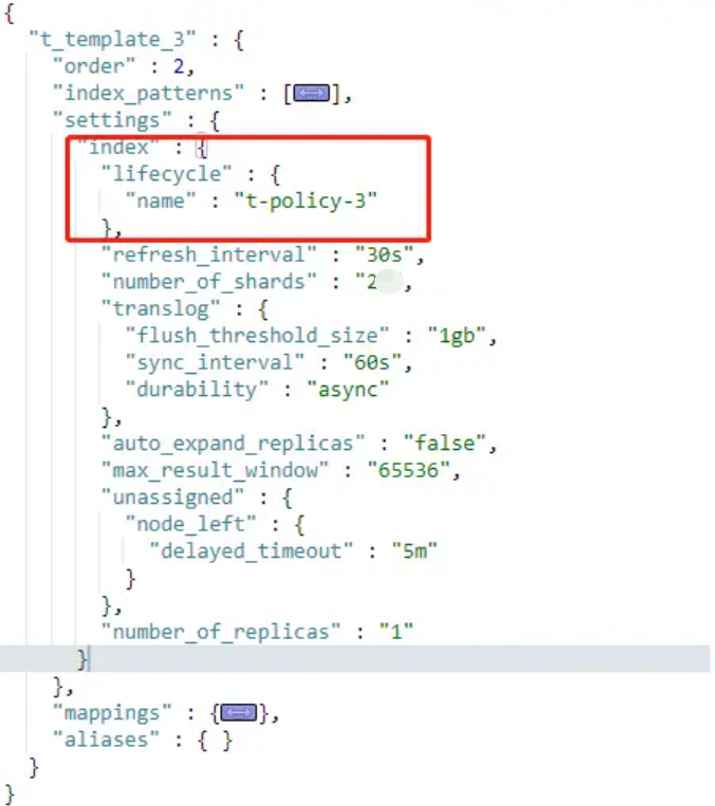 {
"t_template_3" : {
"order" : 2,
"index_patterns" : [],
"settings" : {
"index" : {
"lifecycle" : {
"name" : "t-policy-3"
},
"refresh_interval" : "30s",
"number_of_shards" : "2 ,
"translog" : {
"flush_threshold_size" : "1gb",
"sync_interval" : "60s",
"durability" : "async"
},
"auto_expand_replicas" : "false",
"max_result_window" : "65536",
"unassigned" : {
"node_left" : {
"delayed_timeout" : "5m"
}
},
"number_of_replicas" : "1"
}
},
"mappings" : {},
"aliases" : { }
}
}